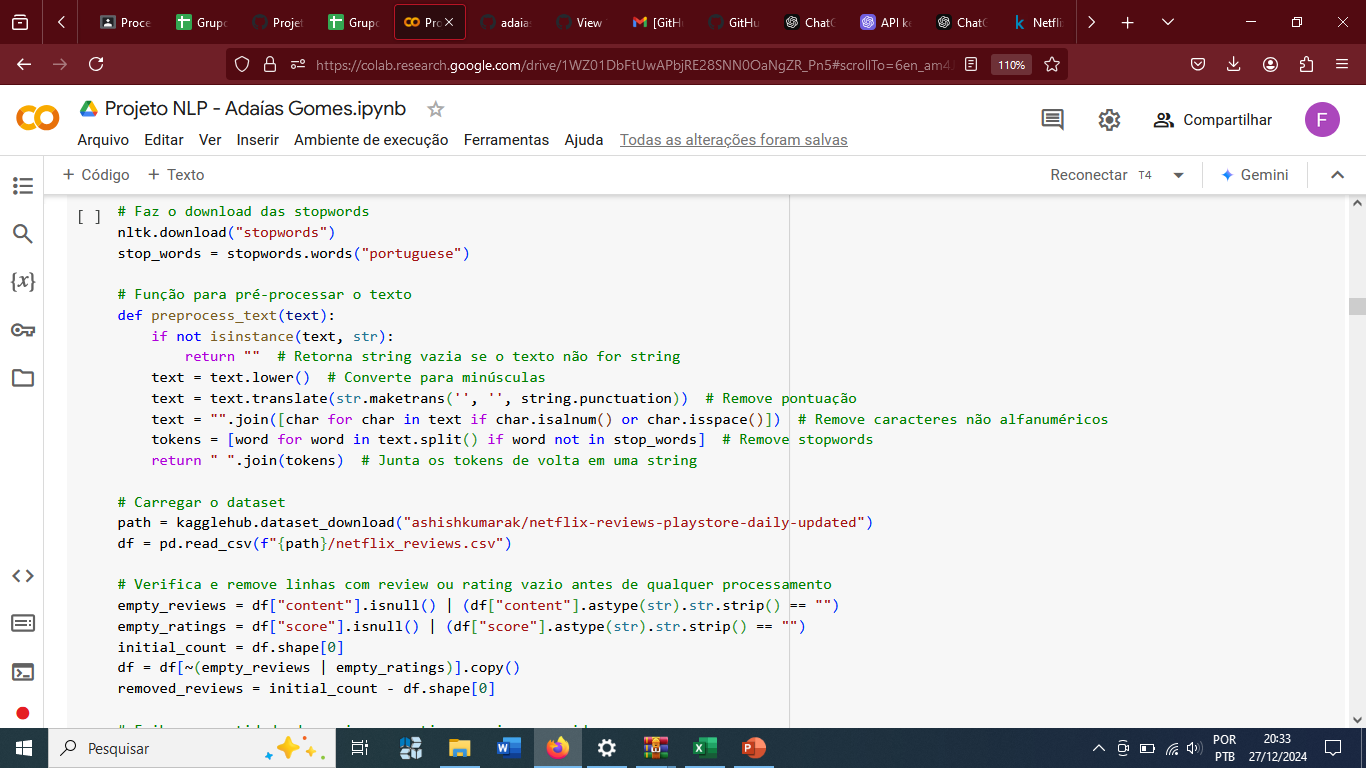 Proce
Grupo
Projet
Grupo
Pro
adaias
View
[GitH
GitHu
ChatG
API ke
ChatG
Netfli
https://colab.research.google.com/drive/1WZ01DbFtUwAPbjRE28SNN0OaNgZR_Pn5#scrollTo=6en_am4
110%
Projeto NLP - Adaías Gomes.ipynb
Arquivo Editar Ver Inserir Ambiente de execução Ferramentas Ajuda Todas as alterações foram salvas
Compartilhar
F
+ Código + Texto
Reconectar T4
Gemini
[ ]
# Faz o download das stopwords
nltk.download("stopwords")
stop_words = stopwords.words("portuguese")
# Função para pré-processar o texto
def preprocess_text(text):
    if not isinstance(text, str):
        return ""  # Retorna string vazia se o texto não for string
    text = text.lower()  # Converte para minúsculas
    text = text.translate(str.maketrans('', '', string.punctuation))  # Remove pontuação
    text = "".join([char for char in text if char.isalnum() or char.isspace()])  # Remove caracteres não alfanuméricos
    tokens = [word for word in text.split() if word not in stop_words]  # Remove stopwords
    return " ".join(tokens)  # Junta os tokens de volta em uma string
# Carregar o dataset
path = kagglehub.dataset_download("ashishkumarak/netflix-reviews-playstore-daily-updated")
df = pd.read_csv(f"{path}/netflix_reviews.csv")
# Verifica e remove linhas com review ou rating vazio antes de qualquer processamento
empty_reviews = df["content"].isnull() | (df["content"].astype(str).str.strip() == "")
empty_ratings = df["score"].isnull() | (df["score"].astype(str).str.strip() == "")
initial_count = df.shape[0]
df = df[~(empty_reviews | empty_ratings)].copy()
removed_reviews = initial_count - df.shape[0]
Pesquisar
POR
PTB
20:33
27/12/2024